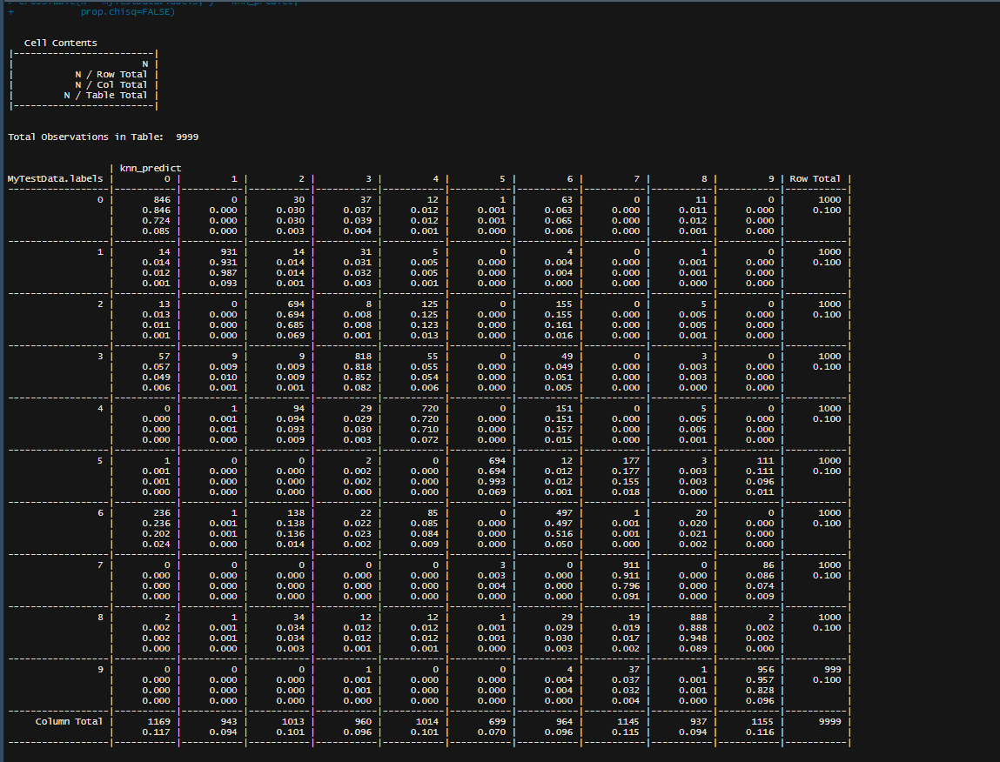 > CrossTable(x = MyTestData.labels, y = knn_predict,
+            prop.chisq=FALSE)
   Cell Contents
|-------------------------|
|                       N |
|           N / Row Total |
|           N / Col Total |
|         N / Table Total |
|-------------------------|
Total Observations in Table:  9999
                  | knn_predict
MyTestData.labels |         0 |         1 |         2 |         3 |         4 |         5 |         6 |         7 |         8 |         9 | Row Total |
------------------|-----------|-----------|-----------|-----------|-----------|-----------|-----------|-----------|-----------|-----------|-----------|
                0 |       846 |         0 |        30 |        37 |        12 |         1 |        63 |         0 |        11 |         0 |      1000 |
                  |     0.846 |     0.000 |     0.030 |     0.037 |     0.012 |     0.001 |     0.063 |     0.000 |     0.011 |     0.000 |     0.100 |
                  |     0.724 |     0.000 |     0.030 |     0.039 |     0.012 |     0.001 |     0.065 |     0.000 |     0.012 |     0.000 |           |
                  |     0.085 |     0.000 |     0.003 |     0.004 |     0.001 |     0.000 |     0.006 |     0.000 |     0.001 |     0.000 |           |
------------------|-----------|-----------|-----------|-----------|-----------|-----------|-----------|-----------|-----------|-----------|-----------|
                1 |        14 |       931 |        14 |        31 |         5 |         0 |         4 |         0 |         1 |         0 |      1000 |
                  |     0.014 |     0.931 |     0.014 |     0.031 |     0.005 |     0.000 |     0.004 |     0.000 |     0.001 |     0.000 |     0.100 |
                  |     0.012 |     0.987 |     0.014 |     0.032 |     0.005 |     0.000 |     0.004 |     0.000 |     0.001 |     0.000 |           |
                  |     0.001 |     0.093 |     0.001 |     0.003 |     0.001 |     0.000 |     0.000 |     0.000 |     0.000 |     0.000 |           |
------------------|-----------|-----------|-----------|-----------|-----------|-----------|-----------|-----------|-----------|-----------|-----------|
                2 |        13 |         0 |       694 |         8 |       125 |         0 |       155 |         0 |         5 |         0 |      1000 |
                  |     0.013 |     0.000 |     0.694 |     0.008 |     0.125 |     0.000 |     0.155 |     0.000 |     0.005 |     0.000 |     0.100 |
                  |     0.011 |     0.000 |     0.685 |     0.008 |     0.123 |     0.000 |     0.161 |     0.000 |     0.005 |     0.000 |           |
                  |     0.001 |     0.000 |     0.069 |     0.001 |     0.013 |     0.000 |     0.016 |     0.000 |     0.001 |     0.000 |           |
------------------|-----------|-----------|-----------|-----------|-----------|-----------|-----------|-----------|-----------|-----------|-----------|
                3 |        57 |         9 |         9 |       818 |        55 |         0 |        49 |         0 |         3 |         0 |      1000 |
                  |     0.057 |     0.009 |     0.009 |     0.818 |     0.055 |     0.000 |     0.049 |     0.000 |     0.003 |     0.000 |     0.100 |
                  |     0.049 |     0.010 |     0.009 |     0.852 |     0.054 |     0.000 |     0.051 |     0.000 |     0.003 |     0.000 |           |
                  |     0.006 |     0.001 |     0.001 |     0.082 |     0.006 |     0.000 |     0.005 |     0.000 |     0.000 |     0.000 |           |
------------------|-----------|-----------|-----------|-----------|-----------|-----------|-----------|-----------|-----------|-----------|-----------|
                4 |         0 |         1 |        94 |        29 |       720 |         0 |       151 |         0 |         5 |         0 |      1000 |
                  |     0.000 |     0.001 |     0.094 |     0.029 |     0.720 |     0.000 |     0.151 |     0.000 |     0.005 |     0.000 |     0.100 |
                  |     0.000 |     0.001 |     0.093 |     0.030 |     0.710 |     0.000 |     0.157 |     0.000 |     0.005 |     0.000 |           |
                  |     0.000 |     0.000 |     0.009 |     0.003 |     0.072 |     0.000 |     0.015 |     0.000 |     0.001 |     0.000 |           |
------------------|-----------|-----------|-----------|-----------|-----------|-----------|-----------|-----------|-----------|-----------|-----------|
                5 |         1 |         0 |         0 |         2 |         0 |       694 |        12 |       177 |         3 |       111 |      1000 |
                  |     0.001 |     0.000 |     0.000 |     0.002 |     0.000 |     0.694 |     0.012 |     0.177 |     0.003 |     0.111 |     0.100 |
                  |     0.001 |     0.000 |     0.000 |     0.002 |     0.000 |     0.993 |     0.012 |     0.155 |     0.003 |     0.096 |           |
                  |     0.000 |     0.000 |     0.000 |     0.000 |     0.000 |     0.069 |     0.001 |     0.018 |     0.000 |     0.011 |           |
------------------|-----------|-----------|-----------|-----------|-----------|-----------|-----------|-----------|-----------|-----------|-----------|
                6 |       236 |         1 |       138 |        22 |        85 |         0 |       497 |         1 |        20 |         0 |      1000 |
                  |     0.236 |     0.001 |     0.138 |     0.022 |     0.085 |     0.000 |     0.497 |     0.001 |     0.020 |     0.000 |     0.100 |
                  |     0.202 |     0.001 |     0.136 |     0.023 |     0.084 |     0.000 |     0.516 |     0.001 |     0.021 |     0.000 |           |
                  |     0.024 |     0.000 |     0.014 |     0.002 |     0.009 |     0.000 |     0.050 |     0.000 |     0.002 |     0.000 |           |
------------------|-----------|-----------|-----------|-----------|-----------|-----------|-----------|-----------|-----------|-----------|-----------|
                7 |         0 |         0 |         0 |         0 |         0 |         3 |         0 |       911 |         0 |        86 |      1000 |
                  |     0.000 |     0.000 |     0.000 |     0.000 |     0.000 |     0.003 |     0.000 |     0.911 |     0.000 |     0.086 |     0.100 |
                  |     0.000 |     0.000 |     0.000 |     0.000 |     0.000 |     0.004 |     0.000 |     0.796 |     0.000 |     0.074 |           |
                  |     0.000 |     0.000 |     0.000 |     0.000 |     0.000 |     0.000 |     0.000 |     0.091 |     0.000 |     0.009 |           |
------------------|-----------|-----------|-----------|-----------|-----------|-----------|-----------|-----------|-----------|-----------|-----------|
                8 |         2 |         1 |        34 |        12 |        12 |         1 |        29 |        19 |       888 |         2 |      1000 |
                  |     0.002 |     0.001 |     0.034 |     0.012 |     0.012 |     0.001 |     0.029 |     0.019 |     0.888 |     0.002 |     0.100 |
                  |     0.002 |     0.001 |     0.034 |     0.012 |     0.012 |     0.001 |     0.030 |     0.017 |     0.948 |     0.002 |           |
                  |     0.000 |     0.000 |     0.003 |     0.001 |     0.001 |     0.000 |     0.003 |     0.002 |     0.089 |     0.000 |           |
------------------|-----------|-----------|-----------|-----------|-----------|-----------|-----------|-----------|-----------|-----------|-----------|
                9 |         0 |         0 |         0 |         1 |         0 |         0 |         4 |        37 |         1 |       956 |       999 |
                  |     0.000 |     0.000 |     0.000 |     0.001 |     0.000 |     0.000 |     0.004 |     0.037 |     0.001 |     0.957 |     0.100 |
                  |     0.000 |     0.000 |     0.000 |     0.001 |     0.000 |     0.000 |     0.004 |     0.032 |     0.001 |     0.828 |           |
                  |     0.000 |     0.000 |     0.000 |     0.000 |     0.000 |     0.000 |     0.000 |     0.004 |     0.000 |     0.096 |           |
------------------|-----------|-----------|-----------|-----------|-----------|-----------|-----------|-----------|-----------|-----------|-----------|
     Column Total |      1169 |       943 |      1013 |       960 |      1014 |       699 |       964 |      1145 |       937 |      1155 |      9999 |
                  |     0.117 |     0.094 |     0.101 |     0.096 |     0.101 |     0.070 |     0.096 |     0.115 |     0.094 |     0.116 |           |
------------------|-----------|-----------|-----------|-----------|-----------|-----------|-----------|-----------|-----------|-----------|-----------|